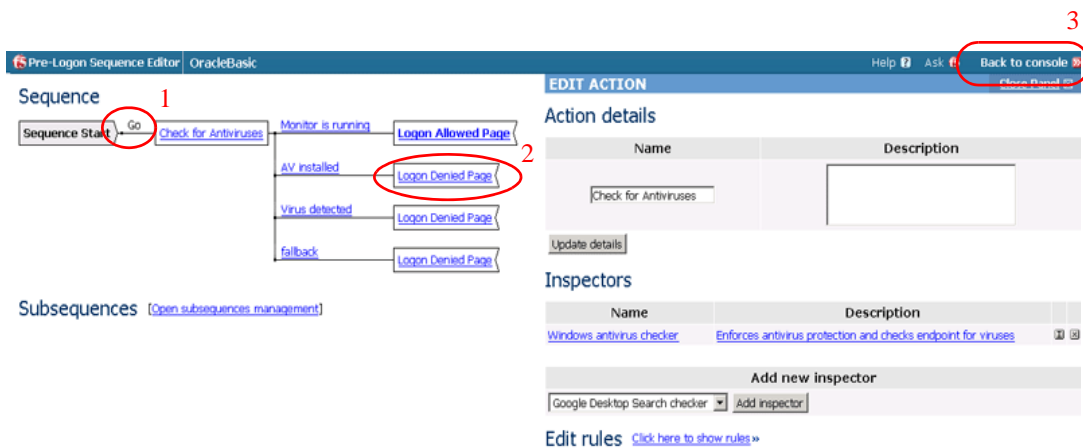 3
Pre-Logon Sequence Editor OracleBasic Help Ask Back to console
EDIT ACTION Close Panel
Sequence
1
Sequence Start Go Check for Antiviruses Monitor is running Logon Allowed Page
2
AV installed Logon Denied Page
Virus detected Logon Denied Page
fallback Logon Denied Page
Subsequences [Open subsequences management]
Action details
Name Description
Check for Antiviruses
Update details
Inspectors
Name Description
Windows antivirus checker Enforces antivirus protection and checks endpoint for viruses
Add new inspector
Google Desktop Search checker Add inspector
Edit rules Click here to show rules»